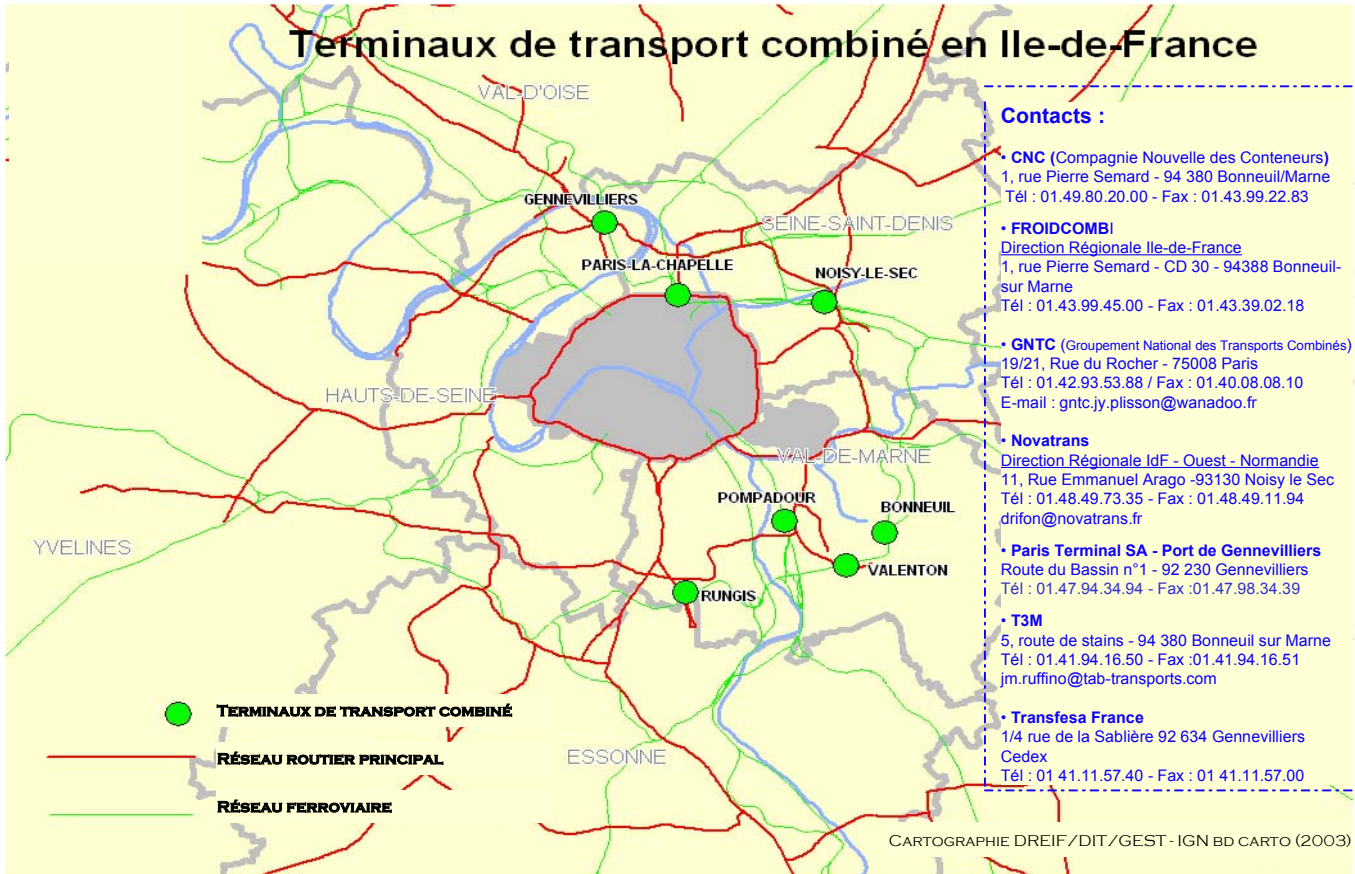 Terminaux de transport combiné en Ile-de-France
VAL-D'OISE
GENNEVILLIERS
SEINE-SAINT-DENIS
PARIS-LA-CHAPELLE
NOISY-LE-SEC
HAUTS-DE-SEINE
VAL-DE-MARNE
POMPADOUR
BONNEUIL
YVELINES
VALENTON
RUNGIS
ESSONNE
TERMINAUX DE TRANSPORT COMBINÉ
RÉSEAU ROUTIER PRINCIPAL
RÉSEAU FERROVIAIRE
Contacts :
• CNC (Compagnie Nouvelle des Conteneurs)
1, rue Pierre Semard - 94 380 Bonneuil/Marne
Tél : 01.49.80.20.00 - Fax : 01.43.99.22.83
• FROIDCOMBI
Direction Régionale Ile-de-France
1, rue Pierre Semard - CD 30 - 94388 Bonneuil-
sur Marne
Tél : 01.43.99.45.00 - Fax : 01.43.39.02.18
• GNTC (Groupement National des Transports Combinés)
19/21, Rue du Rocher - 75008 Paris
Tél : 01.42.93.53.88 / Fax : 01.40.08.08.10
E-mail : gntc.jy.plisson@wanadoo.fr
• Novatrans
Direction Régionale IdF - Ouest - Normandie
11, Rue Emmanuel Arago -93130 Noisy le Sec
Tél : 01.48.49.73.35 - Fax : 01.48.49.11.94
drifon@novatrans.fr
• Paris Terminal SA - Port de Gennevilliers
Route du Bassin n°1 - 92 230 Gennevilliers
Tél : 01.47.94.34.94 - Fax :01.47.98.34.39
• T3M
5, route de stains - 94 380 Bonneuil sur Marne
Tél : 01.41.94.16.50 - Fax :01.41.94.16.51
jm.ruffino@tab-transports.com
• Transfesa France
1/4 rue de la Sablière 92 634 Gennevilliers
Cedex
Tél : 01 41.11.57.40 - Fax : 01 41.11.57.00
CARTOGRAPHIE DREIF/DIT/GEST - IGN BD CARTO (2003)